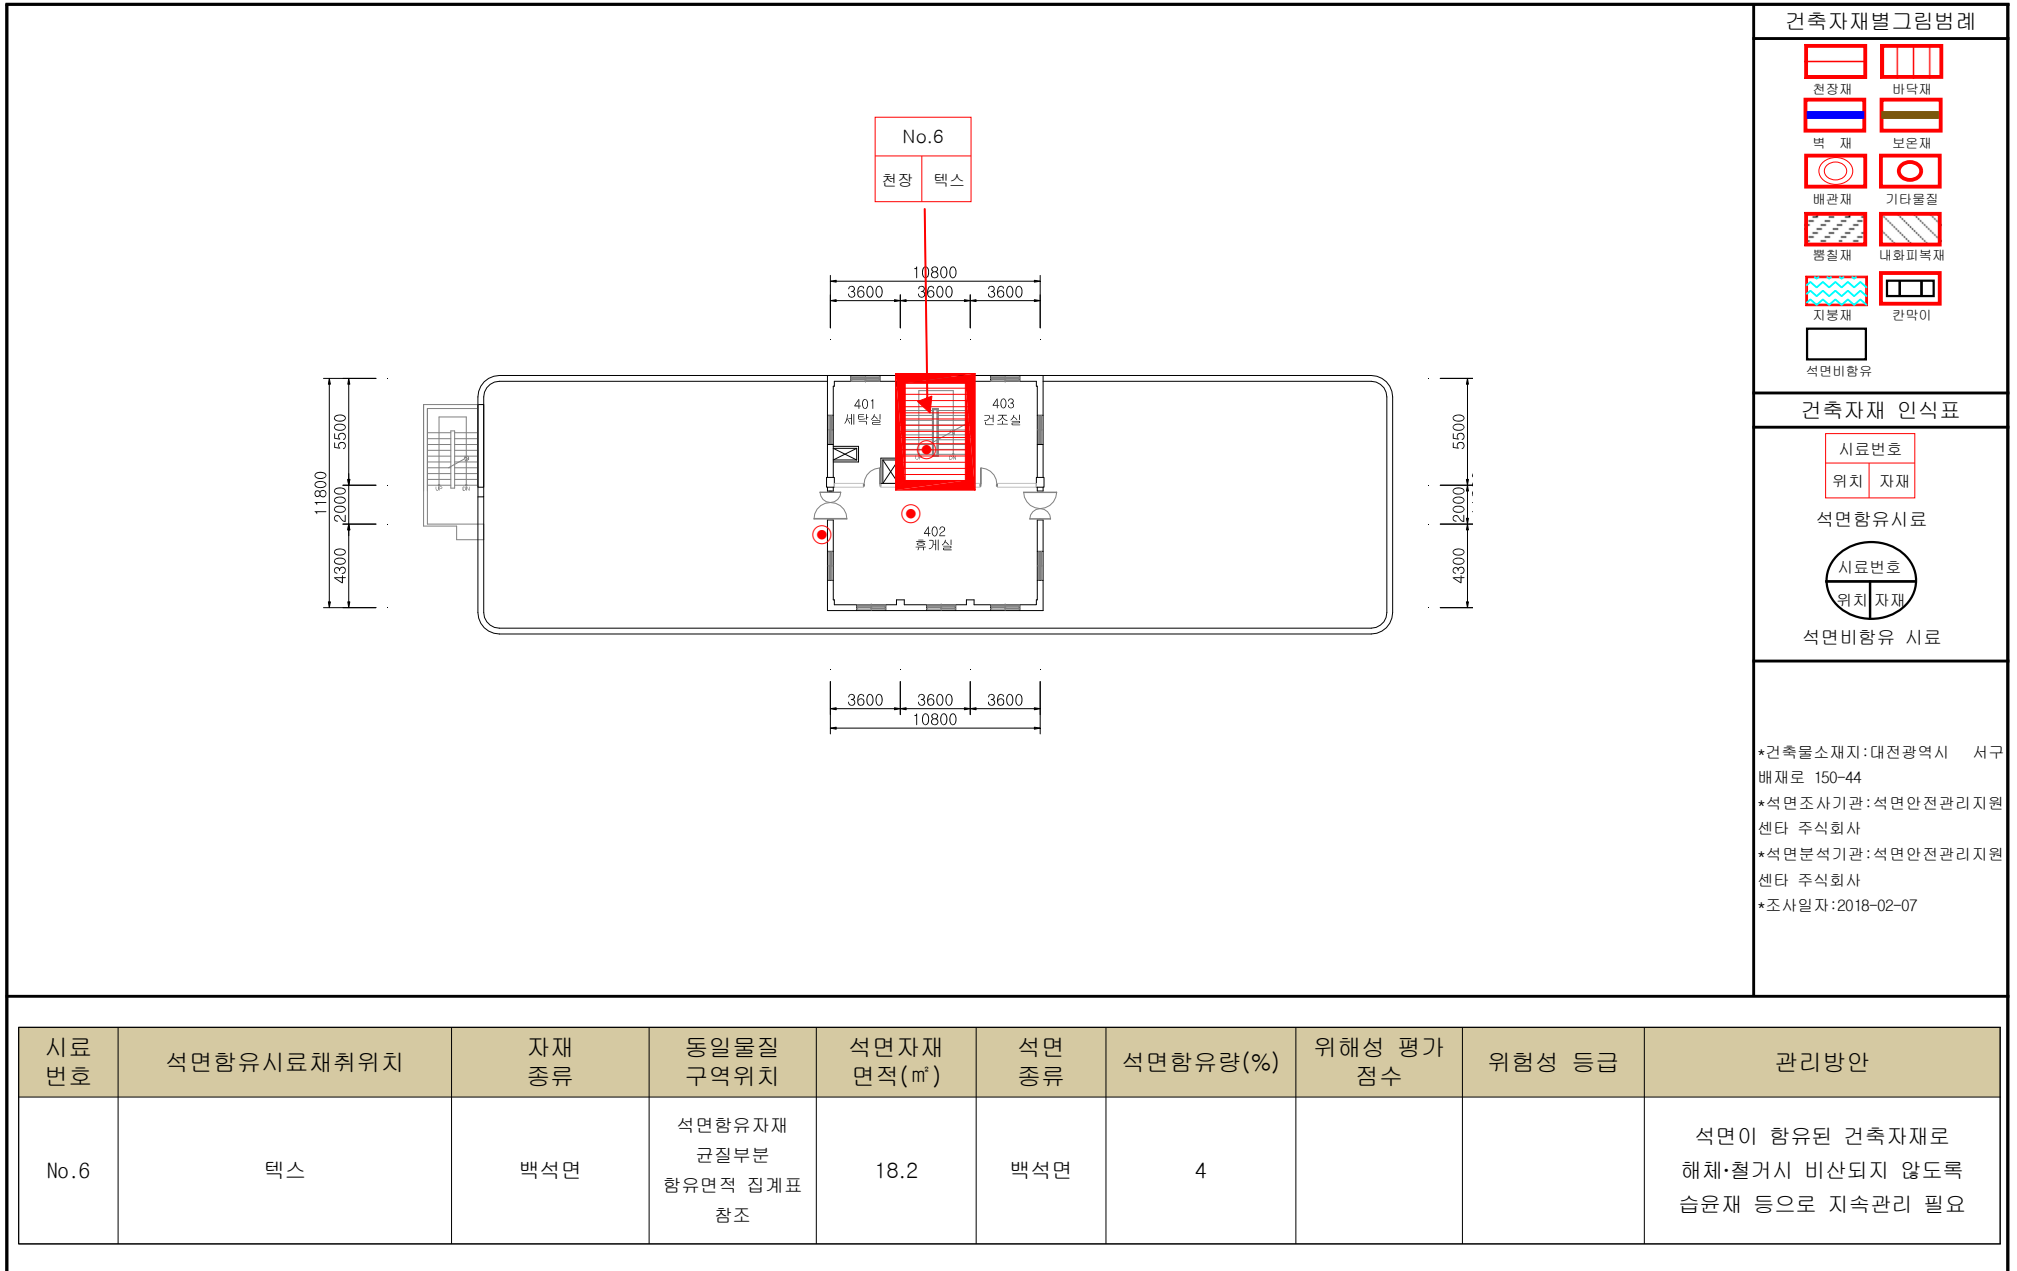 건축자재별그림범례
천장재
바닥재
벽 재
보온재
배관재
기타물질
뿜칠재
내화피복재
지붕재
칸막이
석면비함유
건축자재 인식표
시료번호
위치 자재
석면함유시료
시료번호
위치 자재
석면비함유 시료
*건축물소재지:대전광역시 서구
배재로 150-44
*석면조사기관:석면안전관리지원
센타 주식회사
*석면분석기관:석면안전관리지원
센타 주식회사
*조사일자:2018-02-07
No.6
천장 텍스
10800
3600 3600 3600
401
세탁실
403
건조실
402
휴게실
UP DN
UP DN
11800
5500
2000
4300
5500
2000
4300
3600 3600 3600
10800
시료
번호
석면함유시료채취위치
자재
종류
동일물질
구역위치
석면자재
면적(㎡)
석면
종류
석면함유량(%)
위해성 평가
점수
위험성 등급
관리방안
No.6
텍스
백석면
석면함유자재
균질부분
함유면적 집계표
참조
18.2
백석면
4
석면이 함유된 건축자재로
해체·철거시 비산되지 않도록
습윤재 등으로 지속관리 필요